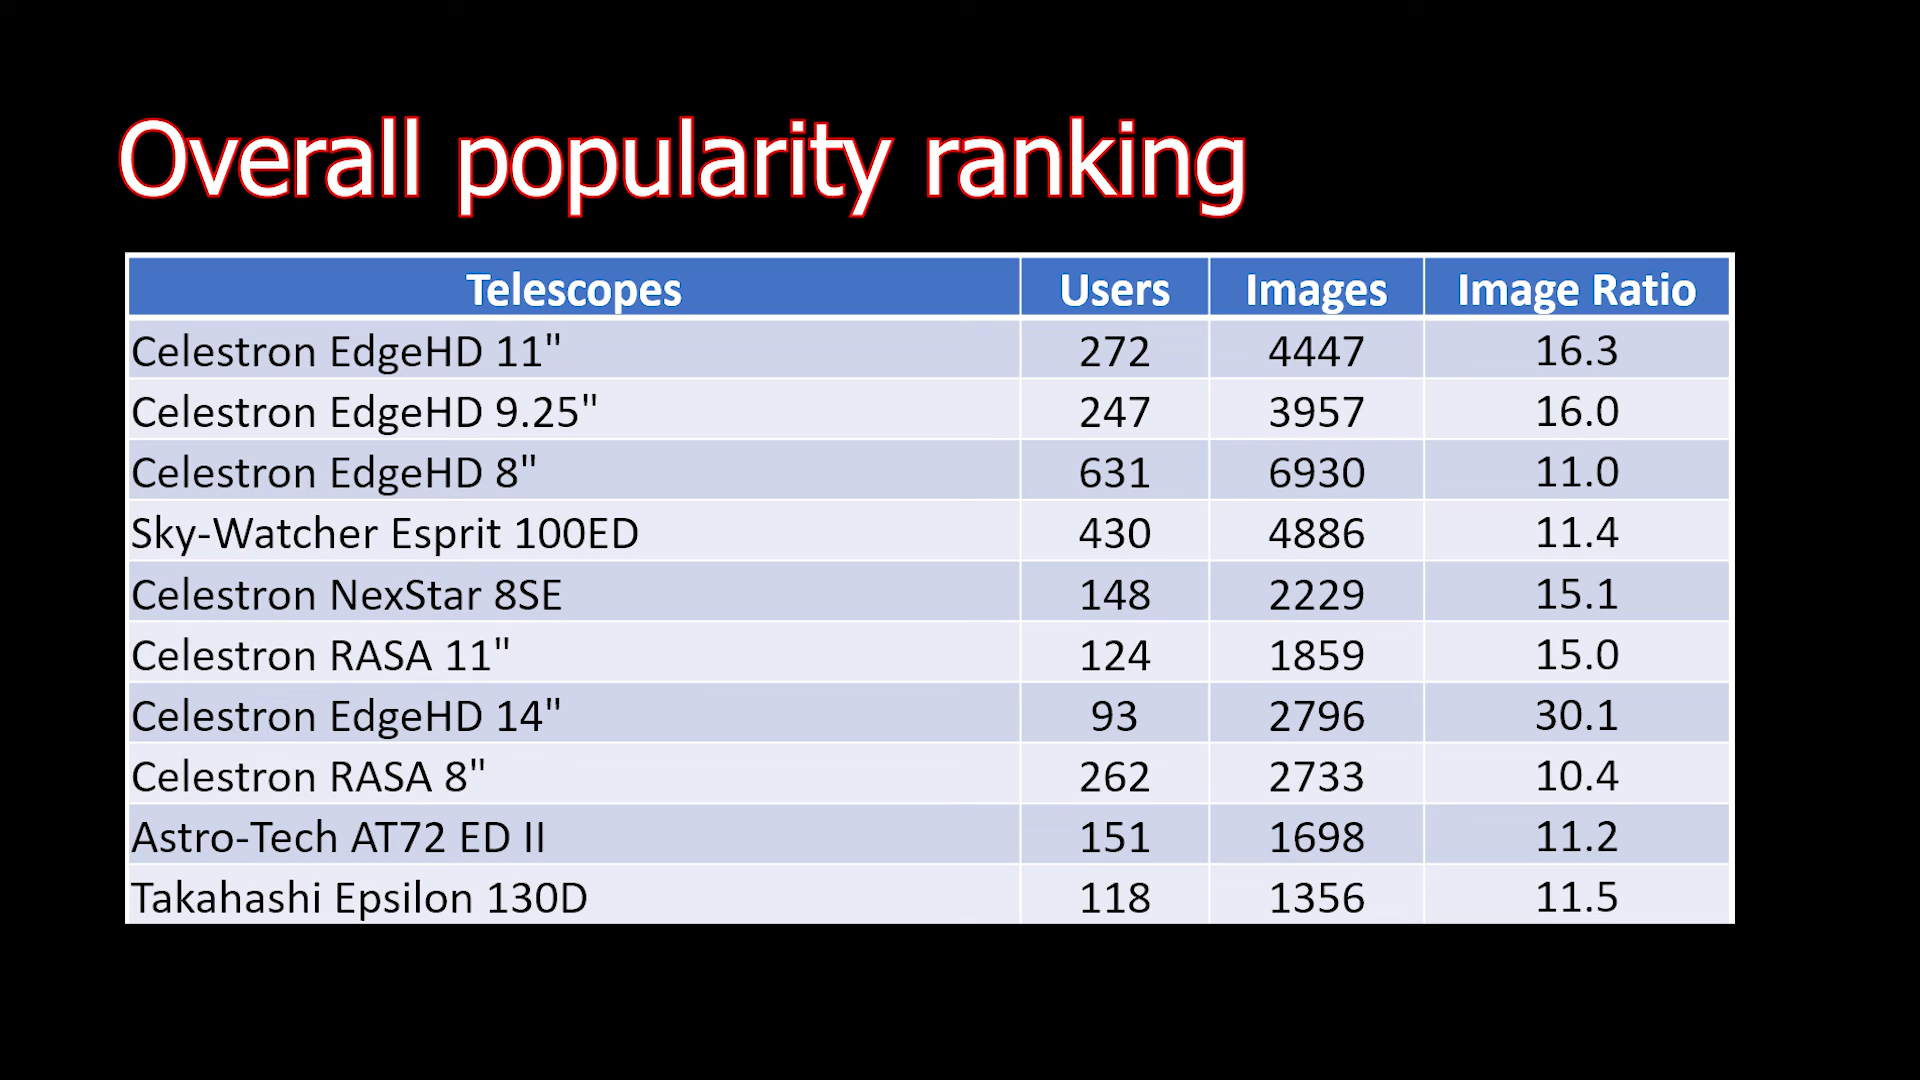 Overall popularity ranking
Telescopes Users Images Image Ratio
Celestron EdgeHD 11" 272 4447 16.3
Celestron EdgeHD 9.25" 247 3957 16.0
Celestron EdgeHD 8" 631 6930 11.0
Sky-Watcher Esprit 100ED 430 4886 11.4
Celestron NexStar 8SE 148 2229 15.1
Celestron RASA 11" 124 1859 15.0
Celestron EdgeHD 14" 93 2796 30.1
Celestron RASA 8" 262 2733 10.4
Astro-Tech AT72 ED II 151 1698 11.2
Takahashi Epsilon 130D 118 1356 11.5